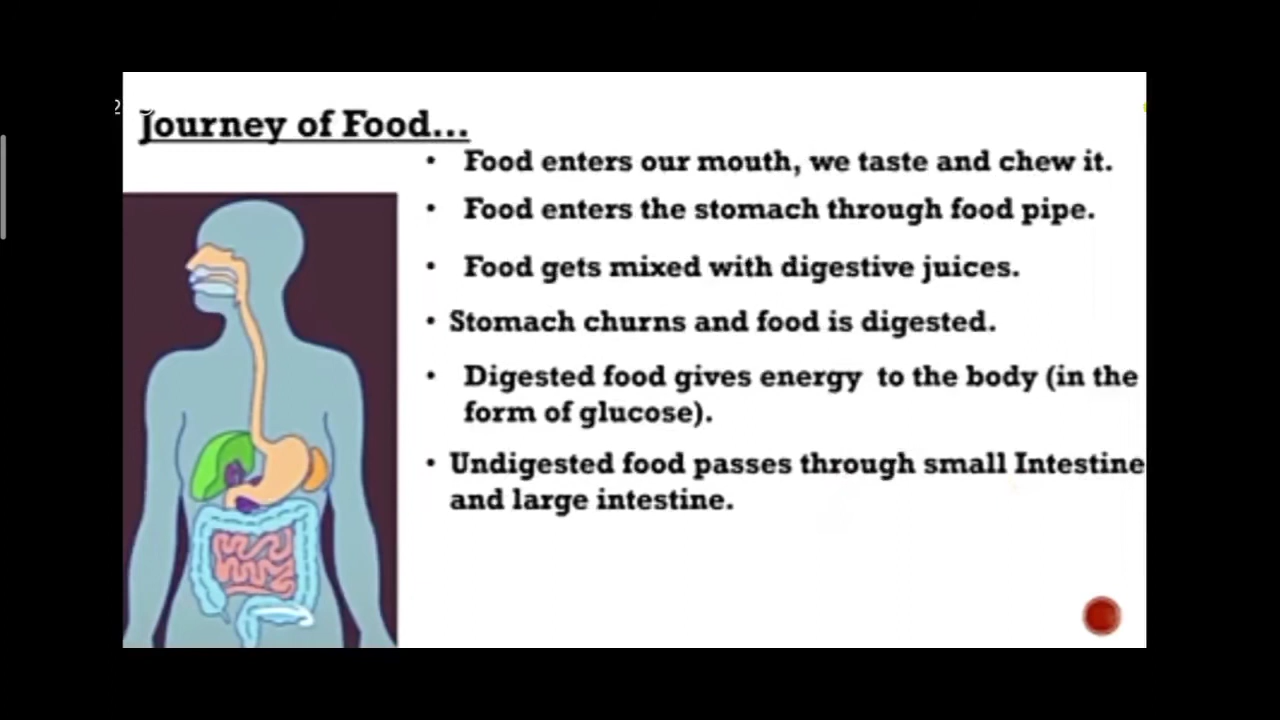 Journey of Food...
• Food enters our mouth, we taste and chew it.
• Food enters the stomach through food pipe.
• Food gets mixed with digestive juices.
• Stomach churns and food is digested.
• Digested food gives energy to the body (in the
form of glucose).
• Undigested food passes through small Intestine
and large intestine.